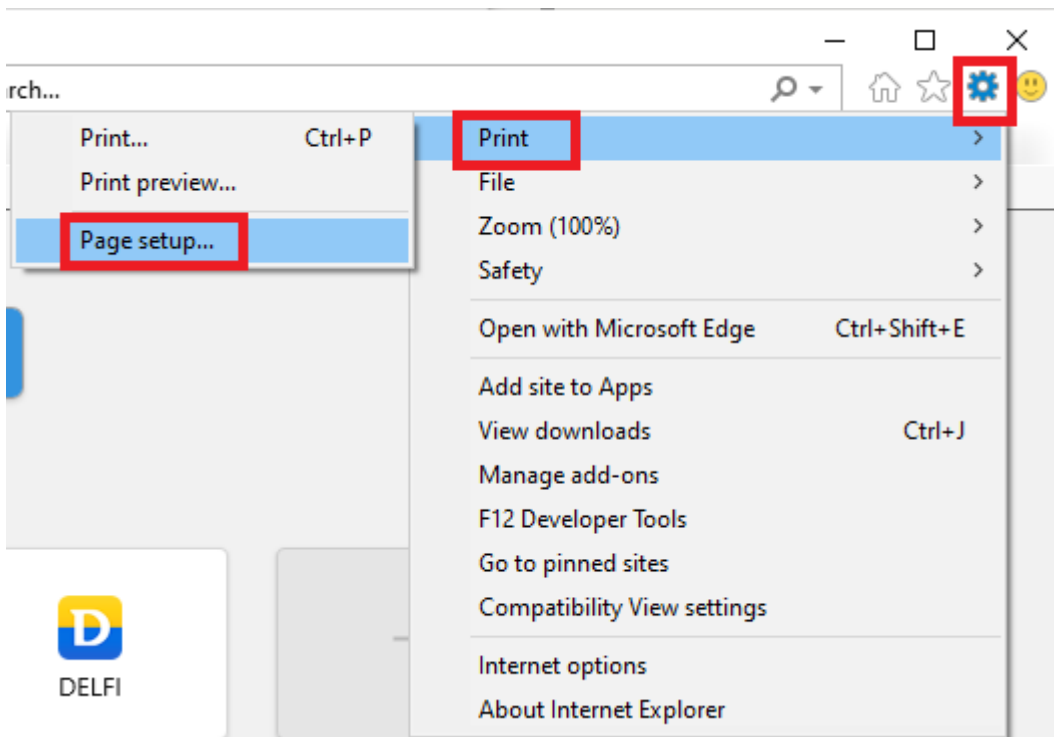 rch...
Print... Ctrl+P
Print preview...
Page setup...
Print
File
Zoom (100%)
Safety
Open with Microsoft Edge Ctrl+Shift+E
Add site to Apps
View downloads Ctrl+J
Manage add-ons
F12 Developer Tools
Go to pinned sites
Compatibility View settings
Internet options
About Internet Explorer
D
DELFI